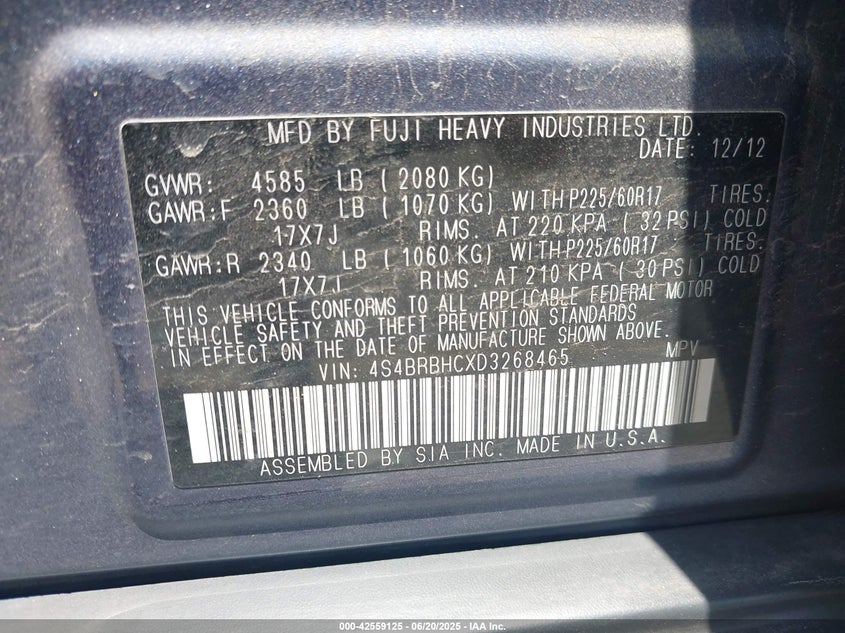 MFD BY FUJI HEAVY INDUSTRIES LTD.
DATE: 12/12
GVWR: 4585 LB ( 2080 KG)
GAWR:F 2360 LB ( 1070 KG) WITH P225/60R17 TIRES.
17X7J RIMS. AT 220 KPA ( 32 PSI) COLD
GAWR:R 2340 LB ( 1060 KG) WITH P225/60R17 TIRES.
17X7J RIMS. AT 210 KPA ( 30 PSI) COLD
THIS VEHICLE CONFORMS TO ALL APPLICABLE FEDERAL MOTOR
VEHICLE SAFETY AND THEFT PREVENTION STANDARDS
IN EFFECT ON THE DATE OF MANUFACTURE SHOWN ABOVE.
VIN: 4S4BRBHCXD3268465 MPV
ASSEMBLED BY SIA INC. MADE IN U.S.A.
000-42559125 - 06/20/2025 - IAA Inc.